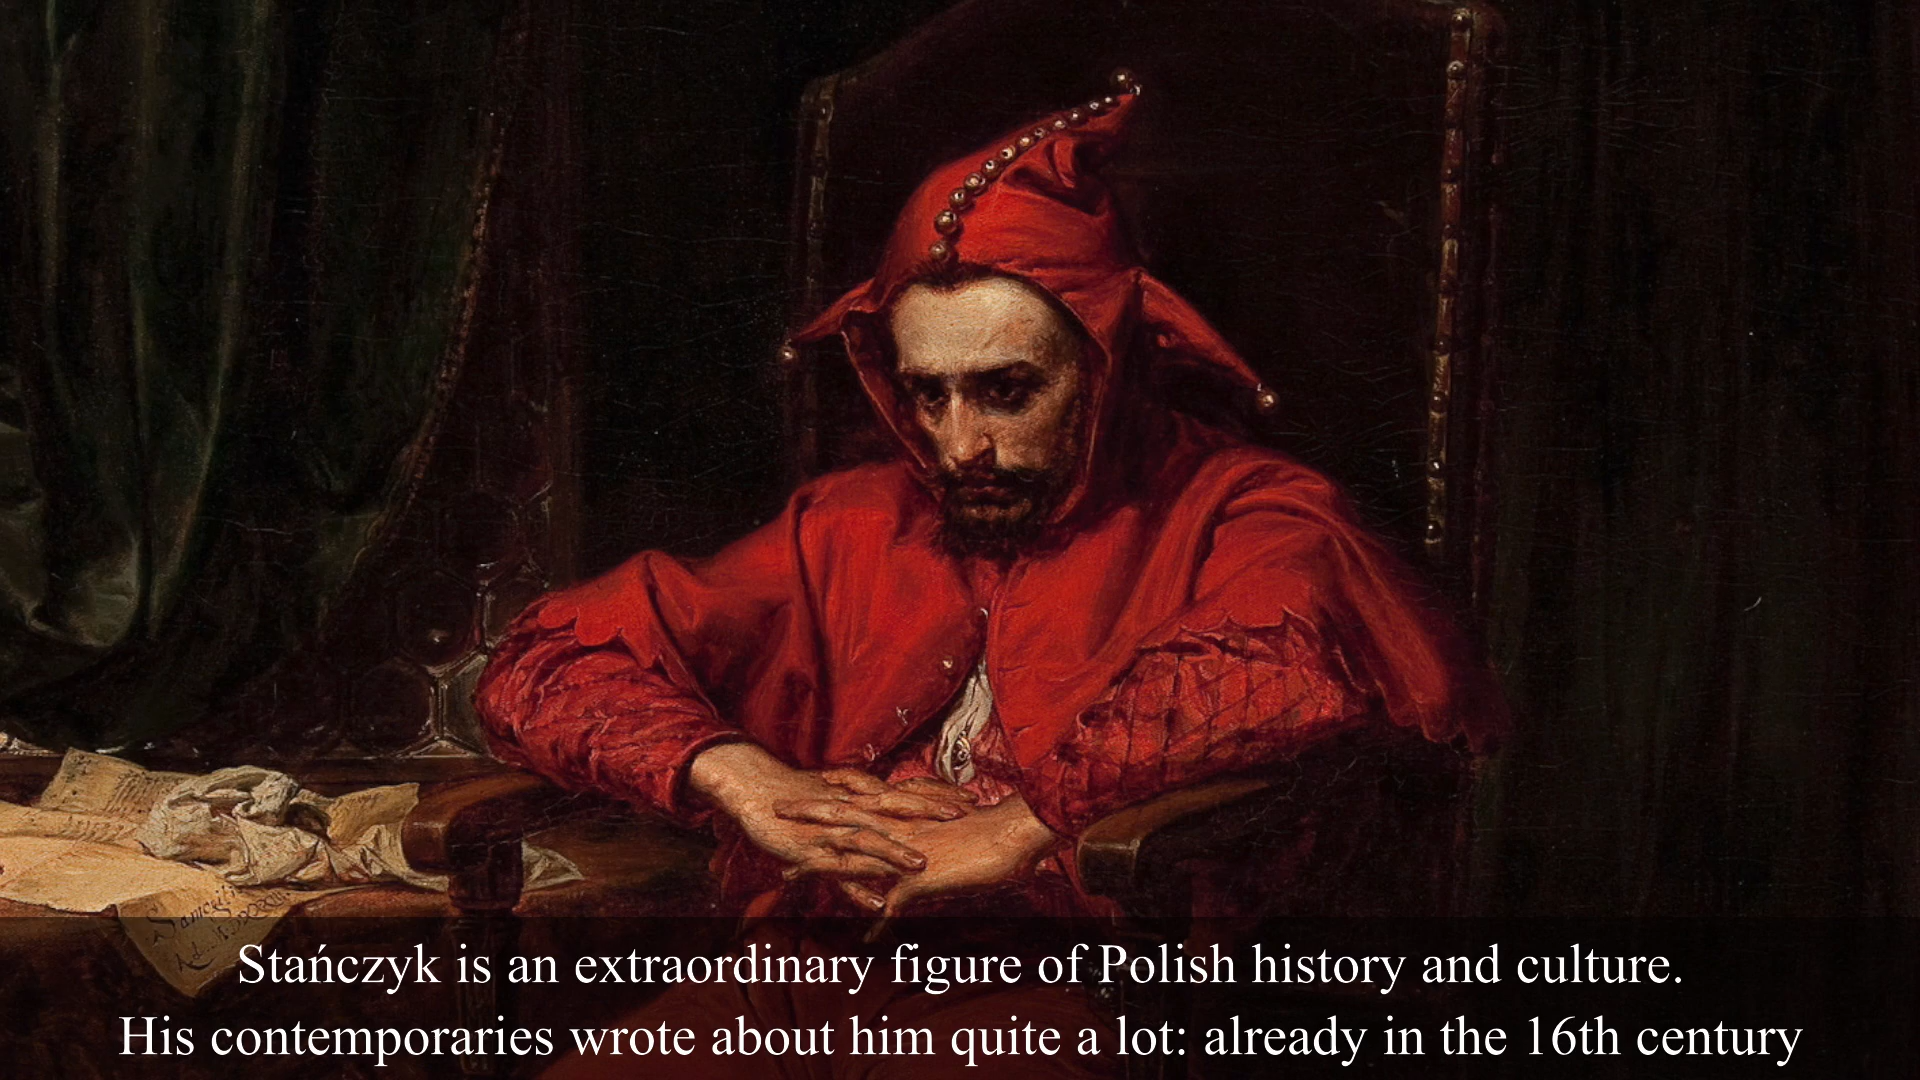 Stańczyk is an extraordinary figure of Polish history and culture.
His contemporaries wrote about him quite a lot: already in the 16th century